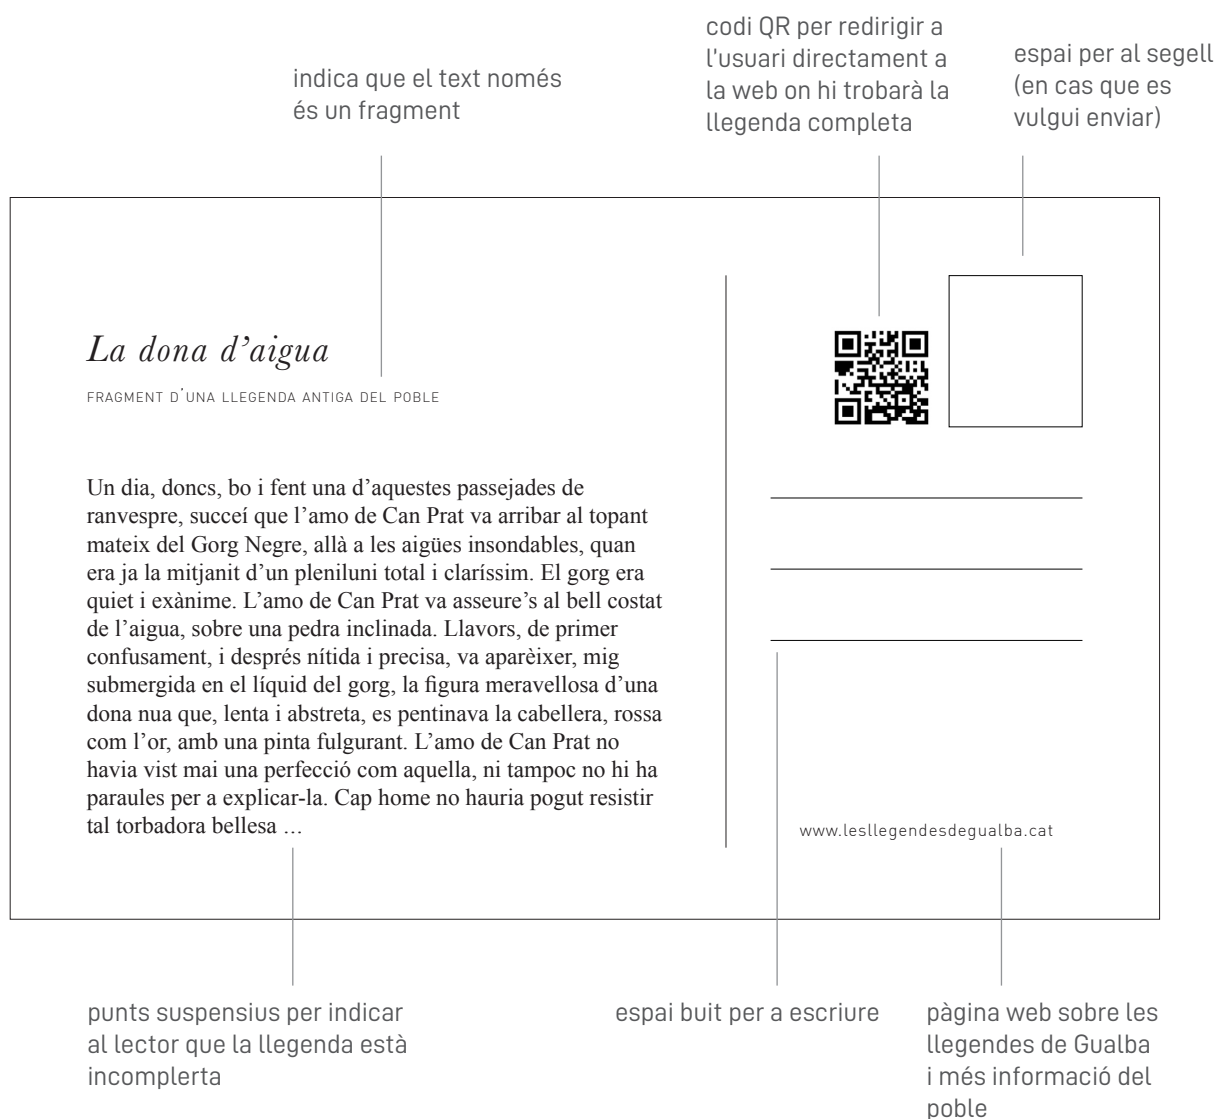 indica que el text només
és un fragment
codi QR per redirigir a
l'usuari directament a
la web on hi trobarà la
llegenda completa
espai per al segell
(en cas que es
vulgui enviar)
La dona d’aigua
FRAGMENT D'UNA LLEGENDA ANTIGA DEL POBLE
Un dia, doncs, bo i fent una d’aquestes passejades de
ranvespre, succeí que l’amo de Can Prat va arribar al topant
mateix del Gorg Negre, allà a les aigües insondables, quan
era ja la mitjanit d’un pleniluni total i claríssim. El gorg era
quiet i exànime. L’amo de Can Prat va asseure’s al bell costat
de l’aigua, sobre una pedra inclinada. Llavors, de primer
confusament, i després nítida i precisa, va aparèixer, mig
submergida en el líquid del gorg, la figura meravellosa d’una
dona nua que, lenta i abstreta, es pentinava la cabellera, rossa
com l’or, amb una pinta fulgurant. L’amo de Can Prat no
havia vist mai una perfecció com aquella, ni tampoc no hi ha
paraules per a explicar-la. Cap home no hauria pogut resistir
tal torbadora bellesa ...
www.lesllegendesdegualba.cat
punts suspensius per indicar
al lector que la llegenda està
incomplerta
espai buit per a escriure
pàgina web sobre les
llegendes de Gualba
i més informació del
poble